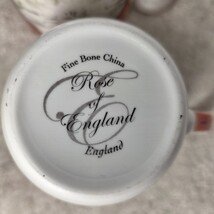 Fine Bone China
Rose
of
England
E
England